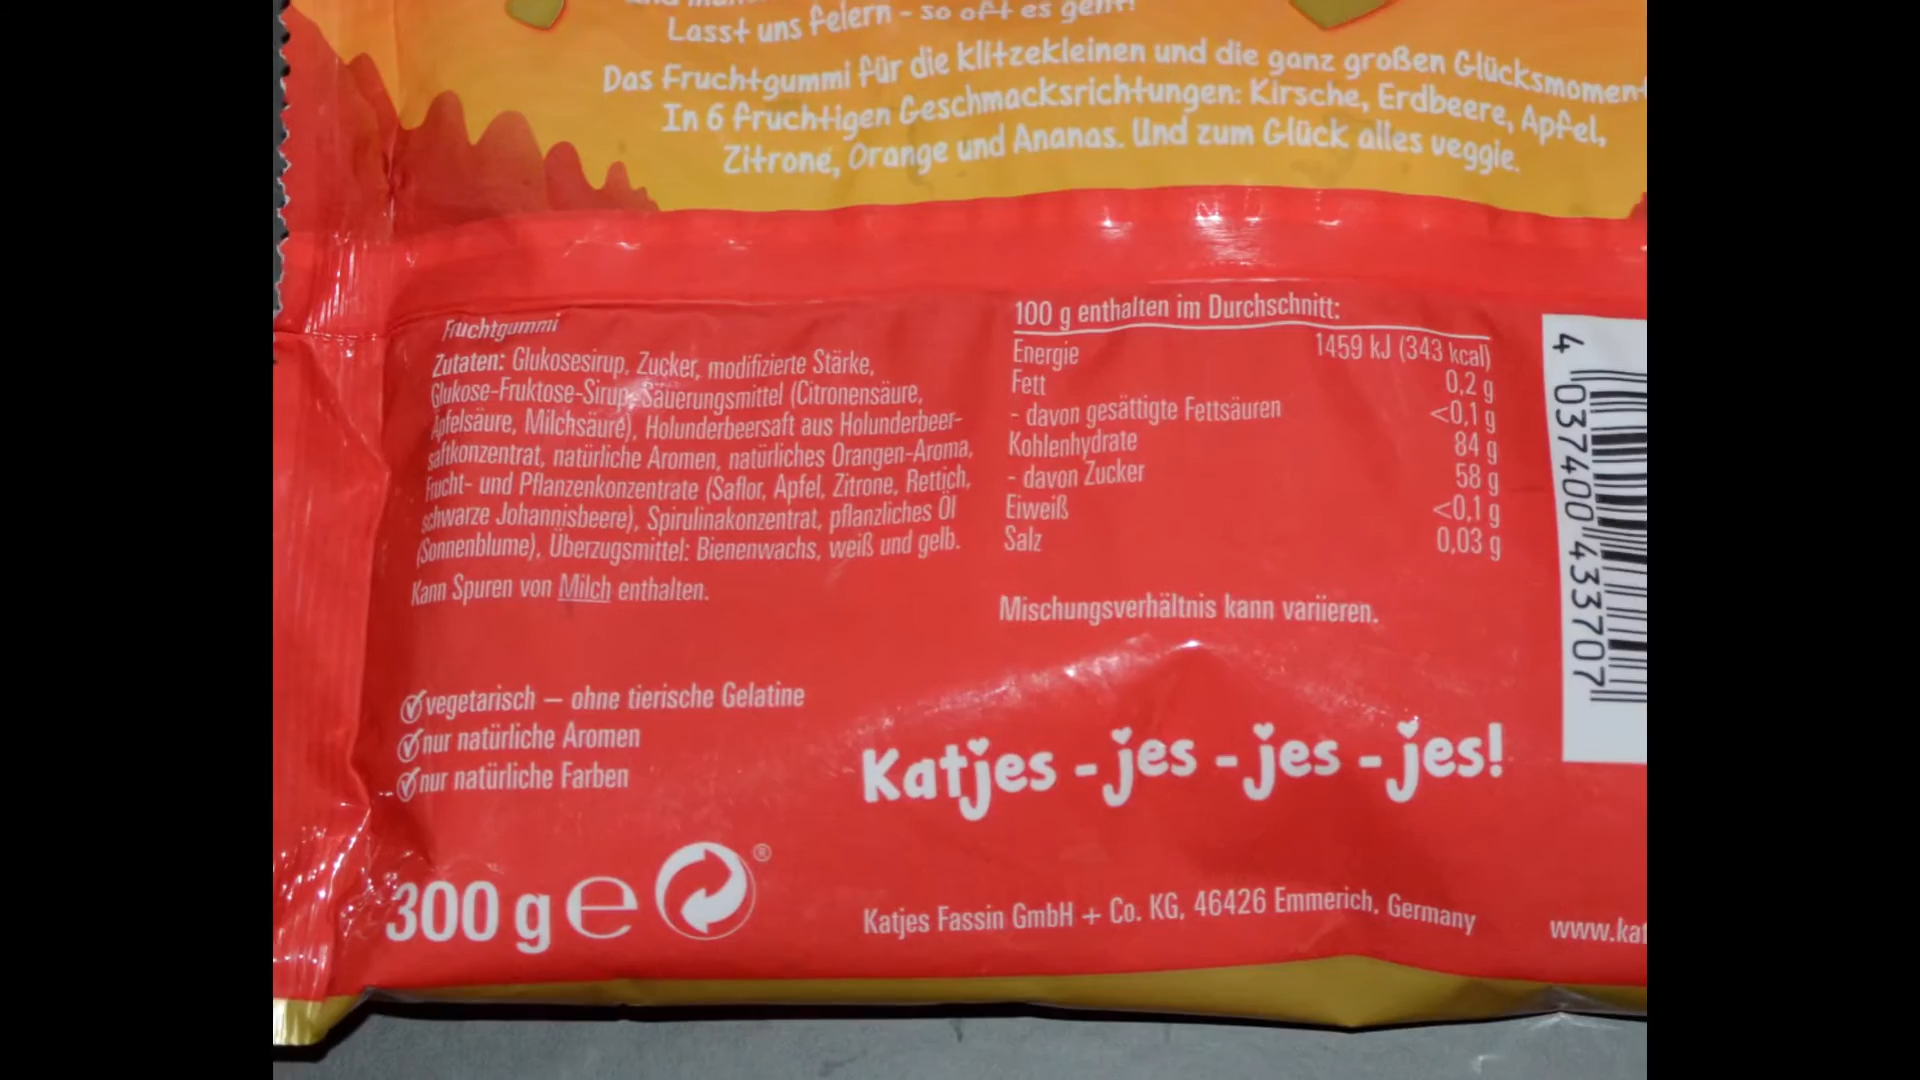 Lasst uns feiern - so oft es geht!
Das Fruchtgummi für die klitzekleinen und die ganz großen Glücksmomen
In 6 fruchtigen Geschmacksrichtungen: Kirsche, Erdbeere, Apfel,
Zitrone, Orange und Ananas. Und zum Glück alles veggie.
Fruchtgummi
Zutaten: Glukosesirup, Zucker, modifizierte Stärke,
Glukose-Fruktose-Sirup, Säuerungsmittel (Citronensäure,
Apfelsäure, Milchsäure), Holunderbeersaft aus Holunderbeer-
saftkonzentrat, natürliche Aromen, natürliches Orangen-Aroma,
Frucht- und Pflanzenkonzentrate (Saflor, Apfel, Zitrone, Rettich,
schwarze Johannisbeere), Spirulinakonzentrat, pflanzliches Öl
(Sonnenblume), Überzugsmittel: Bienenwachs, weiß und gelb.
Kann Spuren von Milch enthalten.
100 g enthalten im Durchschnitt:
Energie 1459 kJ (343 kcal)
Fett 0,2 g
- davon gesättigte Fettsäuren <0,1 g
Kohlenhydrate 84 g
- davon Zucker 58 g
Eiweiß <0,1 g
Salz 0,03 g
Mischungsverhältnis kann variieren.
4 037400 433707
vegetarisch – ohne tierische Gelatine
nur natürliche Aromen
nur natürliche Farben
Katjes - jes - jes - jes!
300 g e ®
Katjes Fassin GmbH + Co. KG, 46426 Emmerich, Germany
www.kat